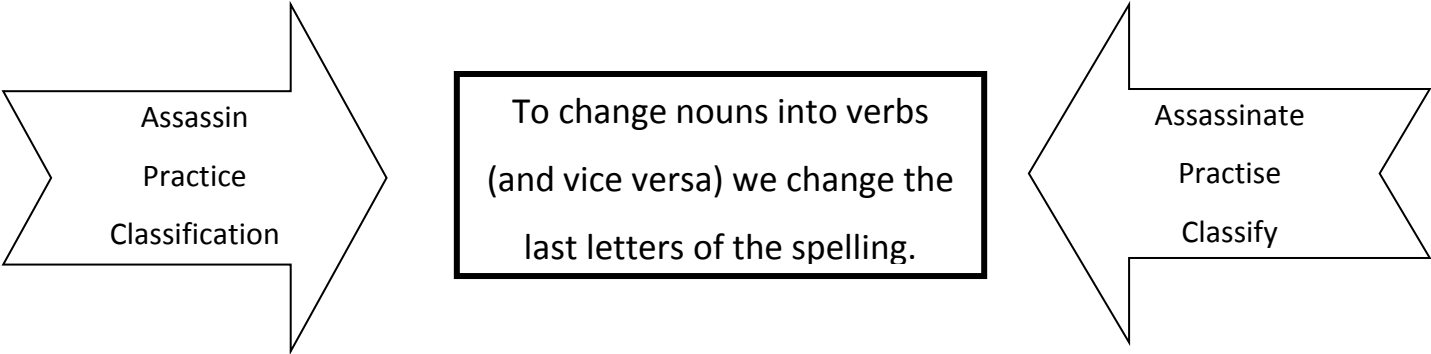 Assassin
Practice
Classification
To change nouns into verbs
(and vice versa) we change the
last letters of the spelling.
Assassinate
Practise
Classify